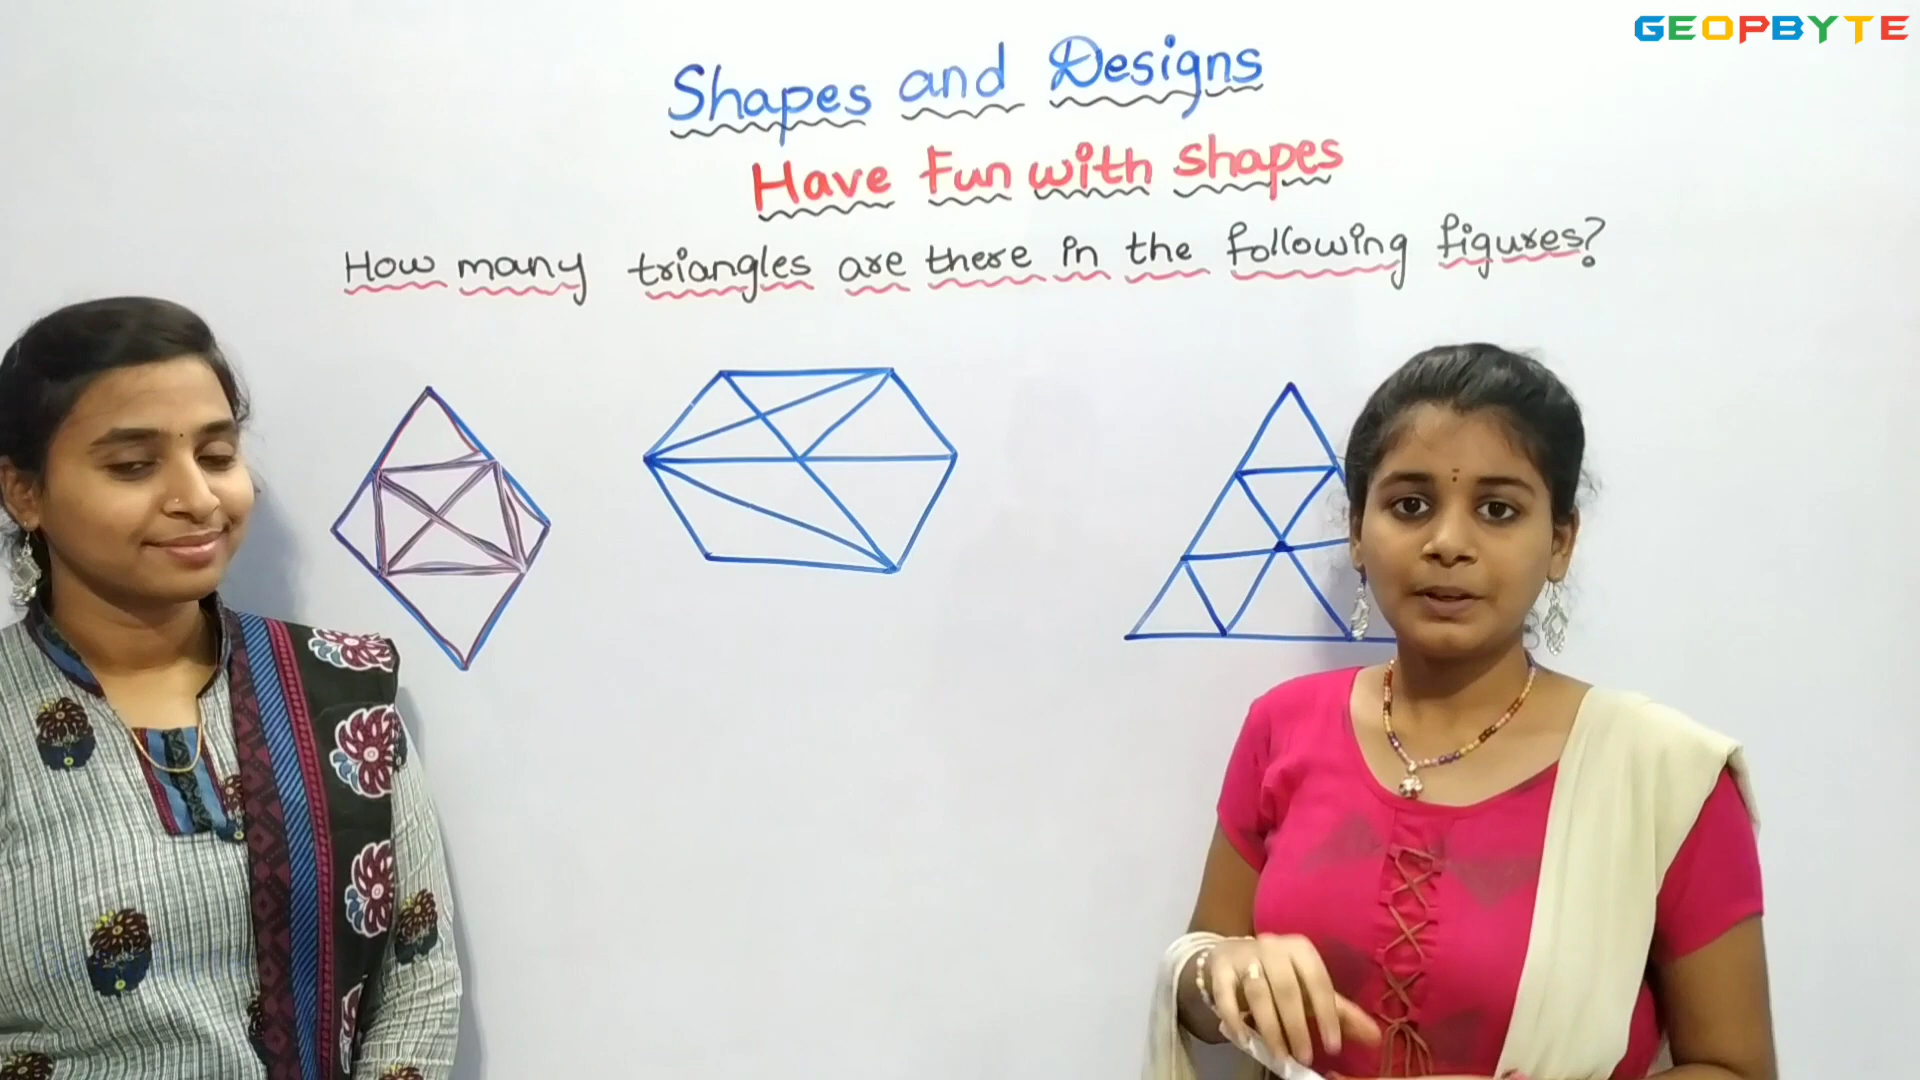 GEOPBYTE
Shapes and Designs
Have Fun with shapes
How many triangles are there in the following figures?